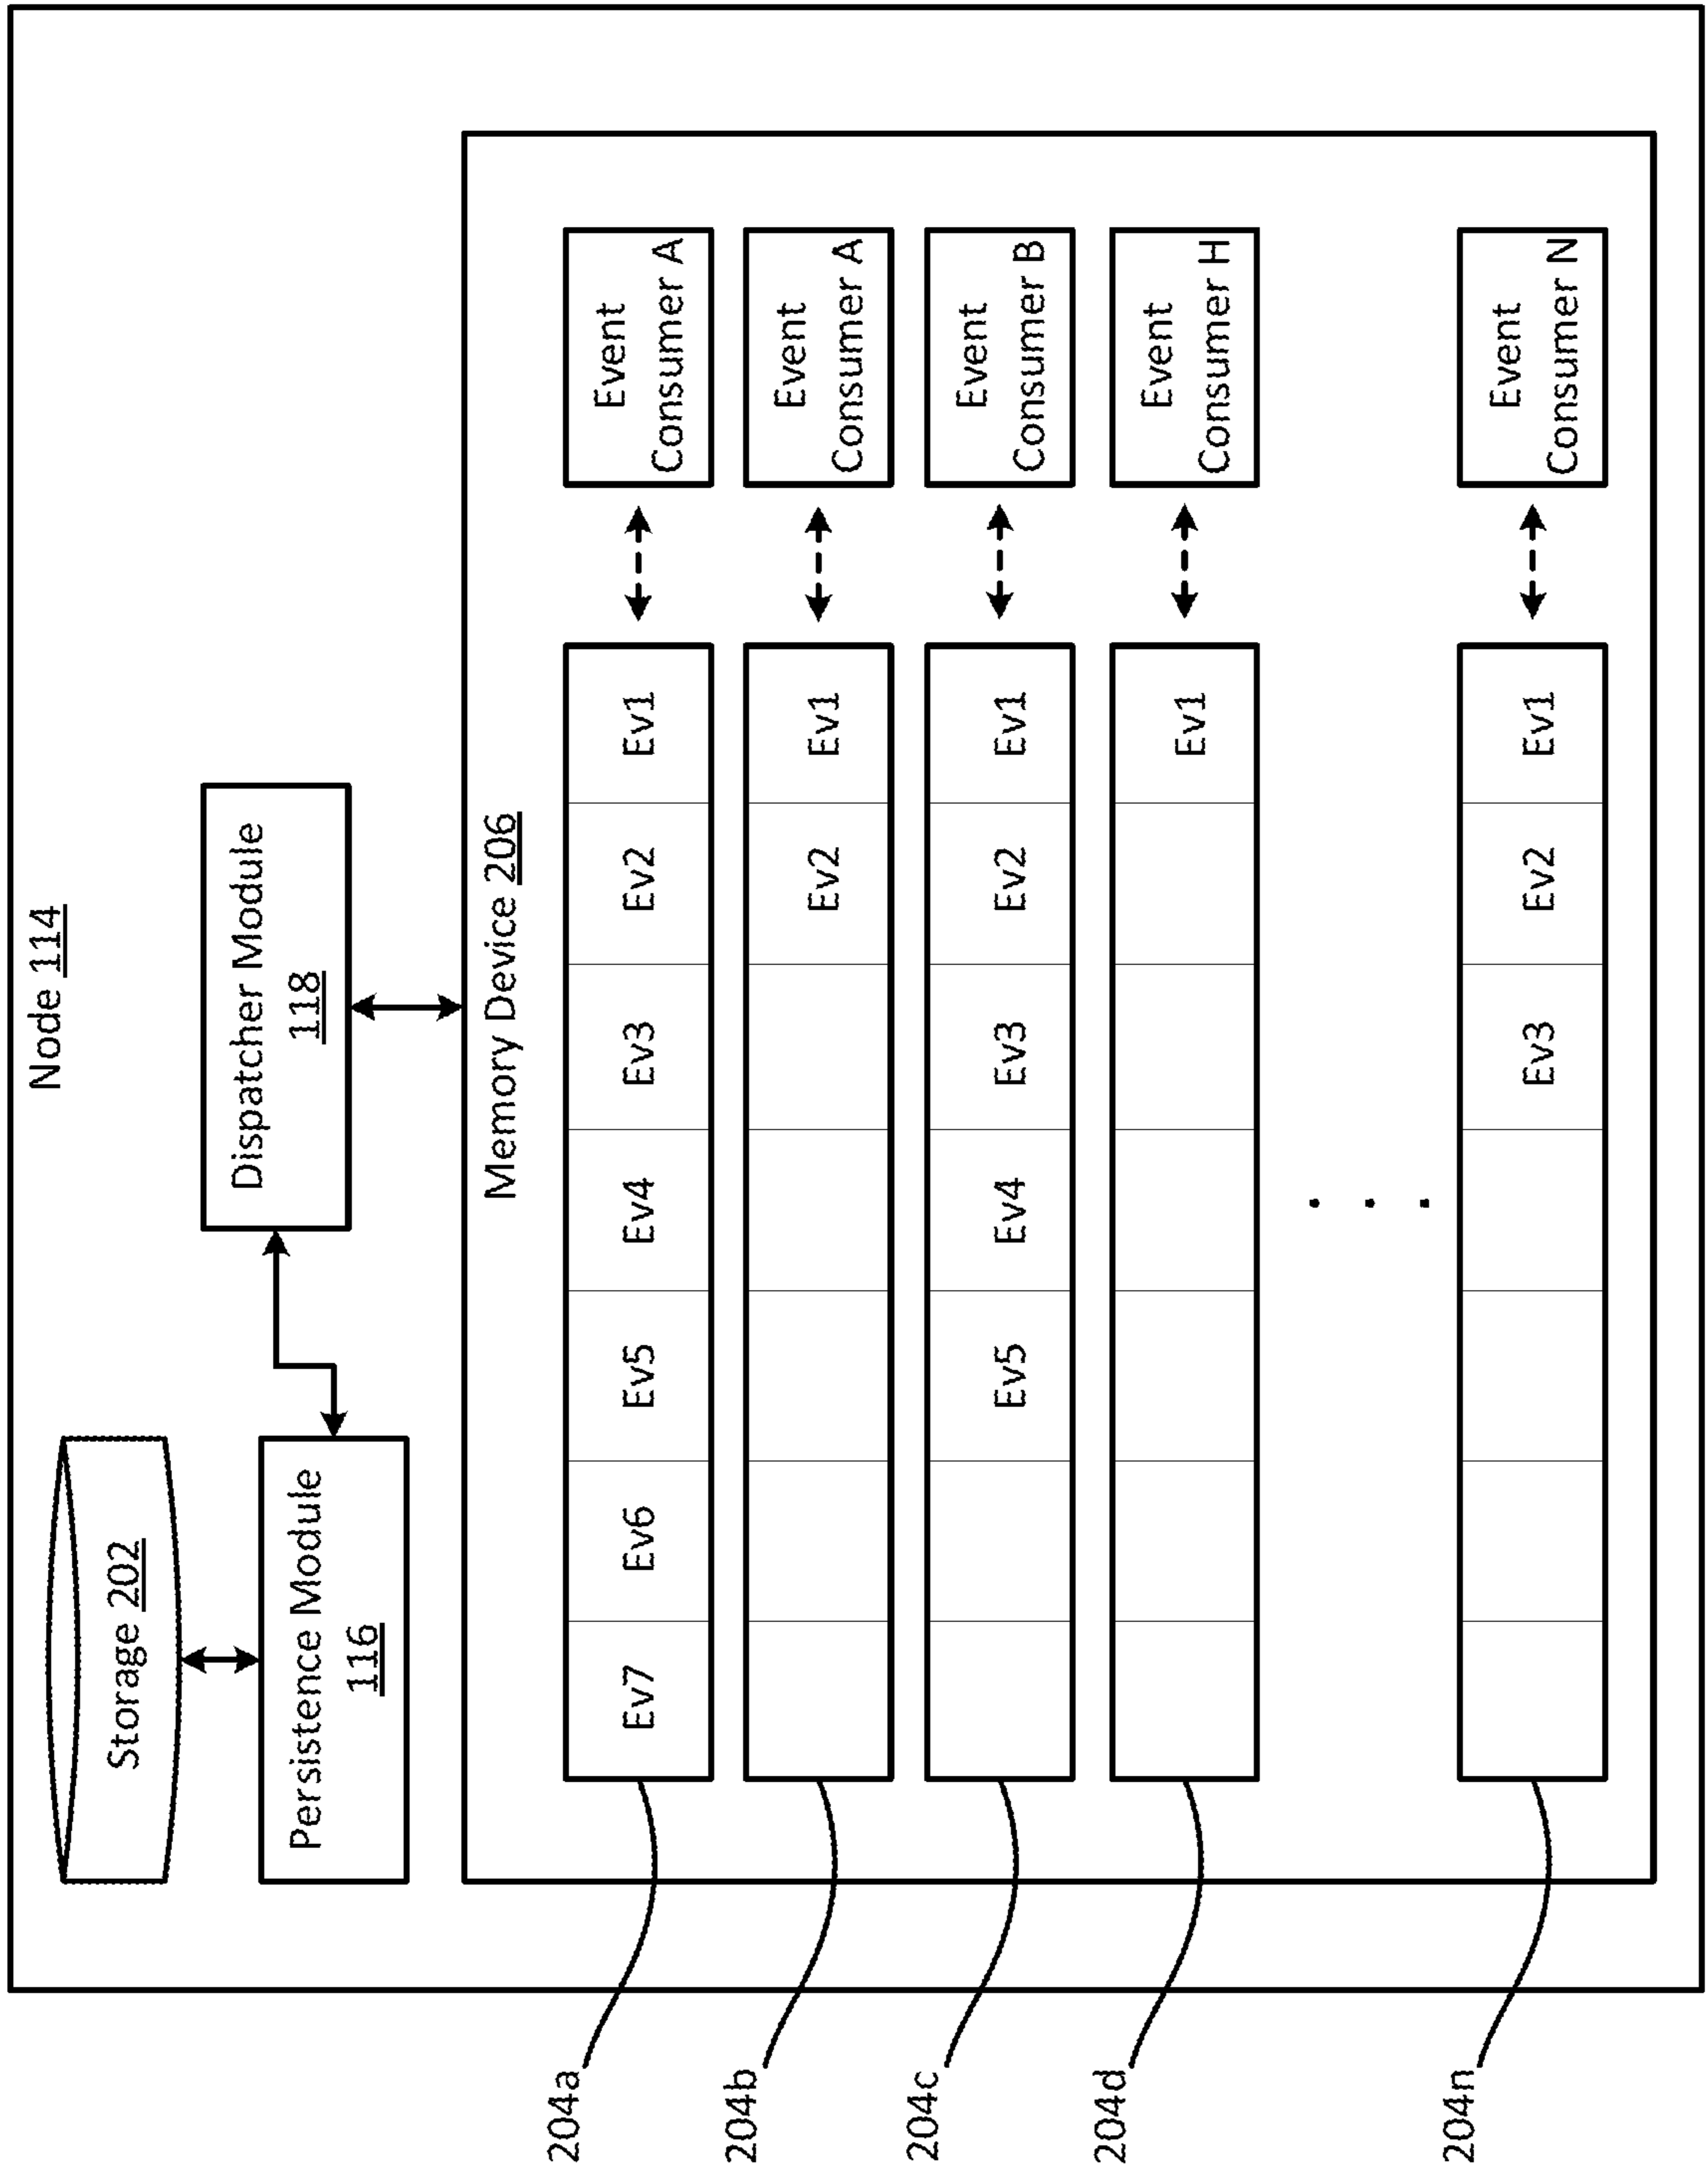 Node 114
Storage 202
Persistence Module
116
Dispatcher Module
118
Memory Device 206
204a
Ev7
Ev6
Ev5
Ev4
Ev3
Ev2
Ev1
Event
Consumer A
204b
Ev2
Ev1
Event
Consumer A
204c
Ev5
Ev4
Ev3
Ev2
Ev1
Event
Consumer B
204d
Ev1
Event
Consumer H
. . .
204n
Ev3
Ev2
Ev1
Event
Consumer N